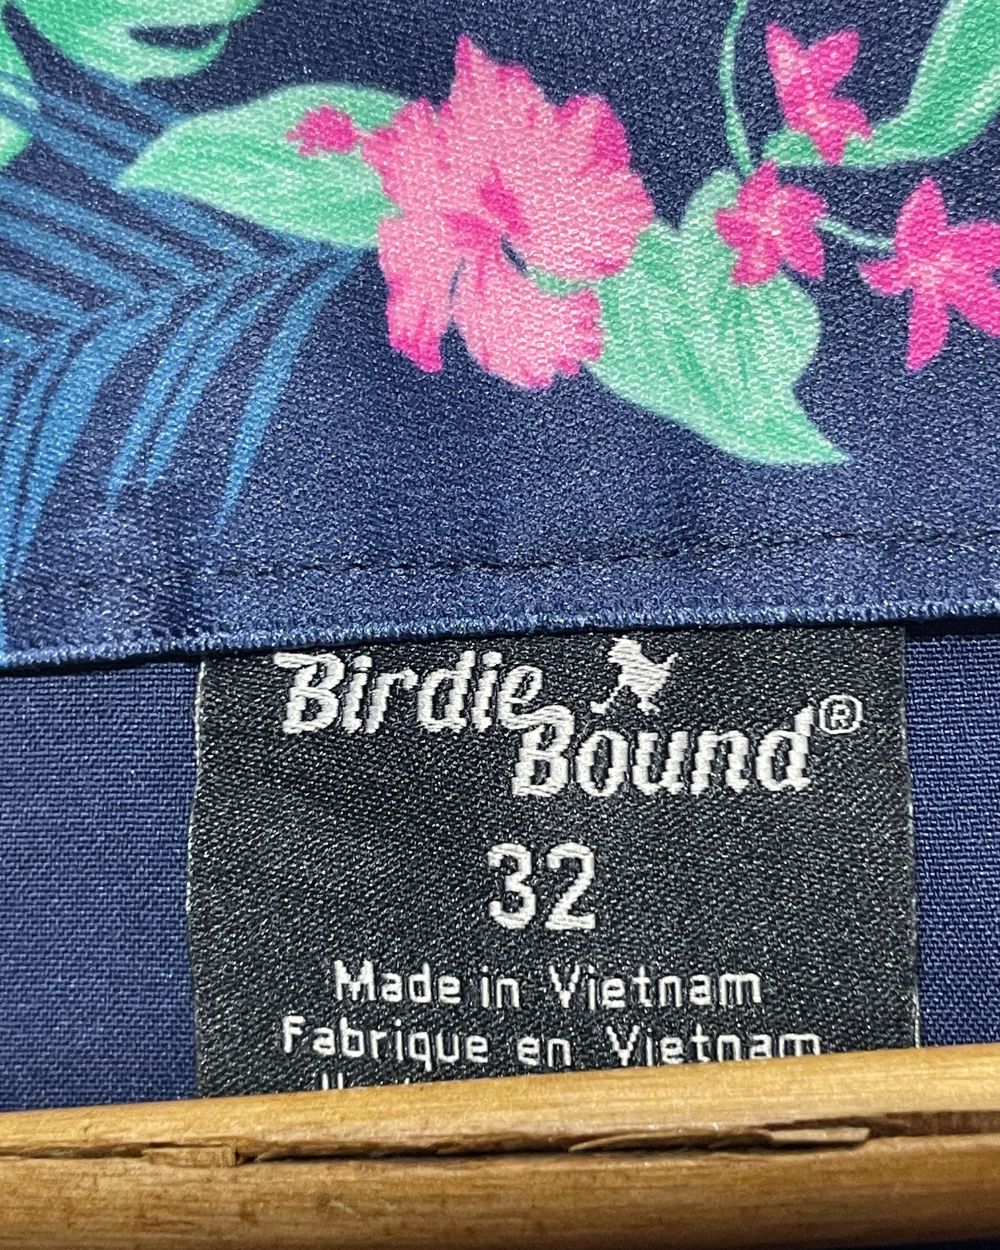 Birdie
Bound®
32
Made in Vietnam
Fabrique en Vietnam